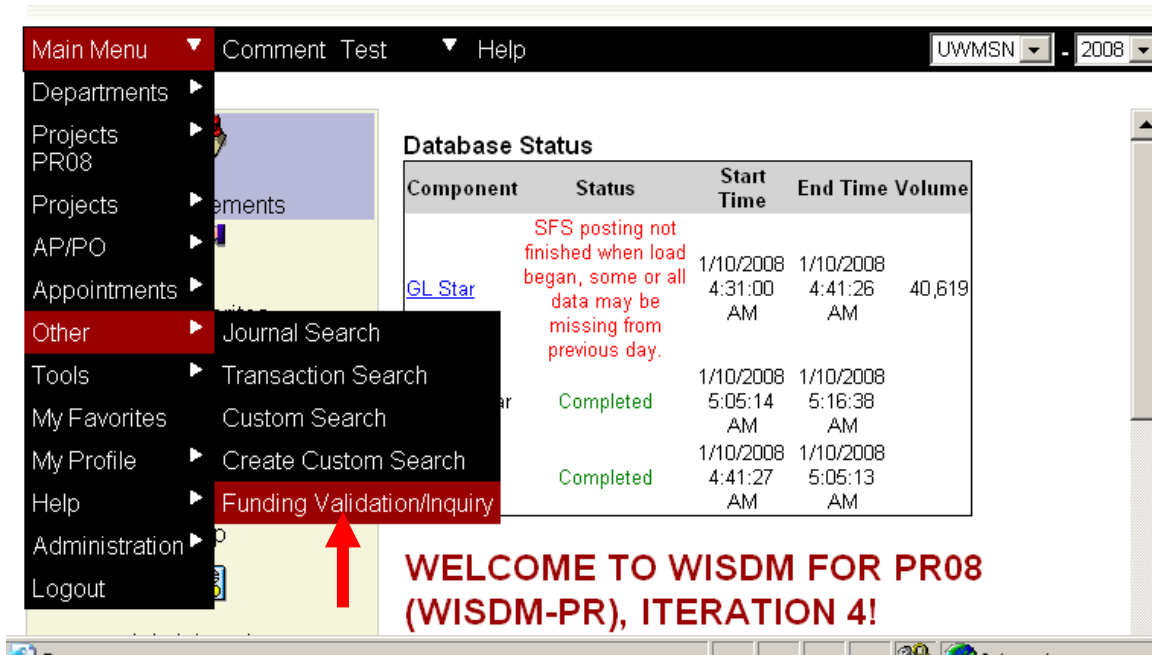 Main Menu Comment Test Help UWMSN - 2008
Departments
Projects
PR08
Projects
AP/PO
Appointments
Other
Tools
My Favorites
My Profile
Help
Administration
Logout
Journal Search
Transaction Search
Custom Search
Create Custom Search
Funding Validation/Inquiry
Database Status
Component Status Start Time End Time Volume
GL Star
SFS posting not
finished when load
began, some or all
data may be
missing from
previous day.
1/10/2008
4:31:00
AM
1/10/2008
4:41:26
AM
40,619
Completed
1/10/2008
5:05:14
AM
1/10/2008
5:16:38
AM
Completed
1/10/2008
4:41:27
AM
1/10/2008
5:05:13
AM
WELCOME TO WISDM FOR PR08
(WISDM-PR), ITERATION 4!